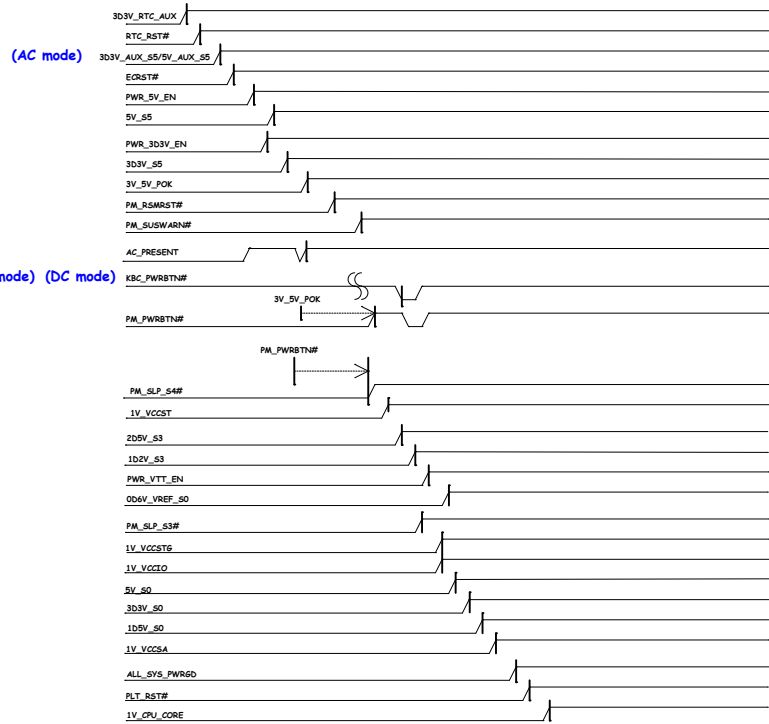 3D3V_RTC_AUX
RTC_RST#
(AC mode) 3D3V_AUX_S5/5V_AUX_S5
ECRST#
PWR_5V_EN
5V_S5
PWR_3D3V_EN
3D3V_S5
3V_5V_POK
PM_RSMRST#
PM_SUSWARN#
AC_PRESENT
mode) (DC mode) KBC_PWRBTN#
3V_5V_POK
PM_PWRBTN#
PM_PWRBTN#
PM_SLP_S4#
1V_VCCST
2D5V_S3
1D2V_S3
PWR_VTT_EN
0D6V_VREF_S0
PM_SLP_S3#
1V_VCCSTG
1V_VCCIO
5V_S0
3D3V_S0
1D5V_S0
1V_VCCSA
ALL_SYS_PWRGD
PLT_RST#
1V_CPU_CORE